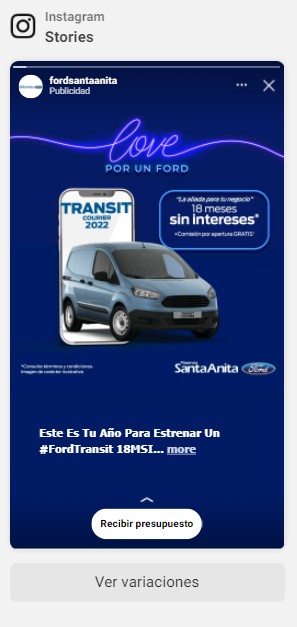 Instagram
Stories
fordsantaanita
Publicidad
love
POR UN FORD
TRANSIT
COURIER
2022
"La aliada para tu negocio"
18 meses
sin intereses*
+Comisión por apertura GRATIS*
*Consulta términos y condiciones.
Imagen de carácter ilustrativo
SantaAnita Ford
Este Es Tu Año Para Estrenar Un
#FordTransit 18MSI... more
Recibir presupuesto
Ver variaciones